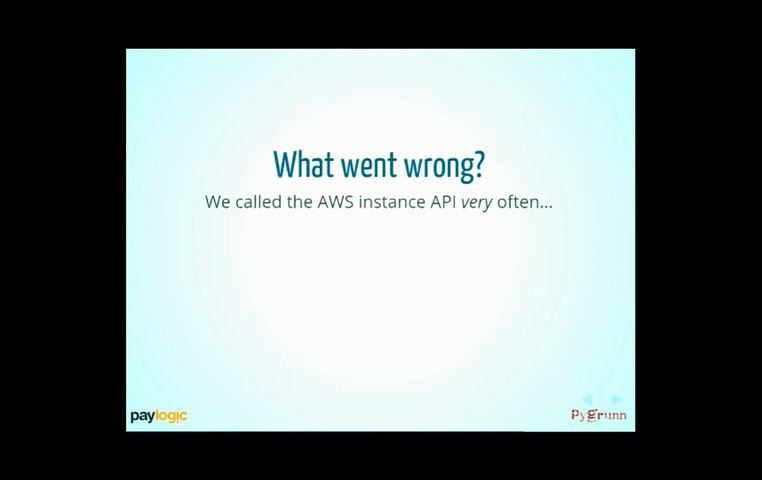 What went wrong?
We called the AWS instance API very often...
paylogic
PyGrunn